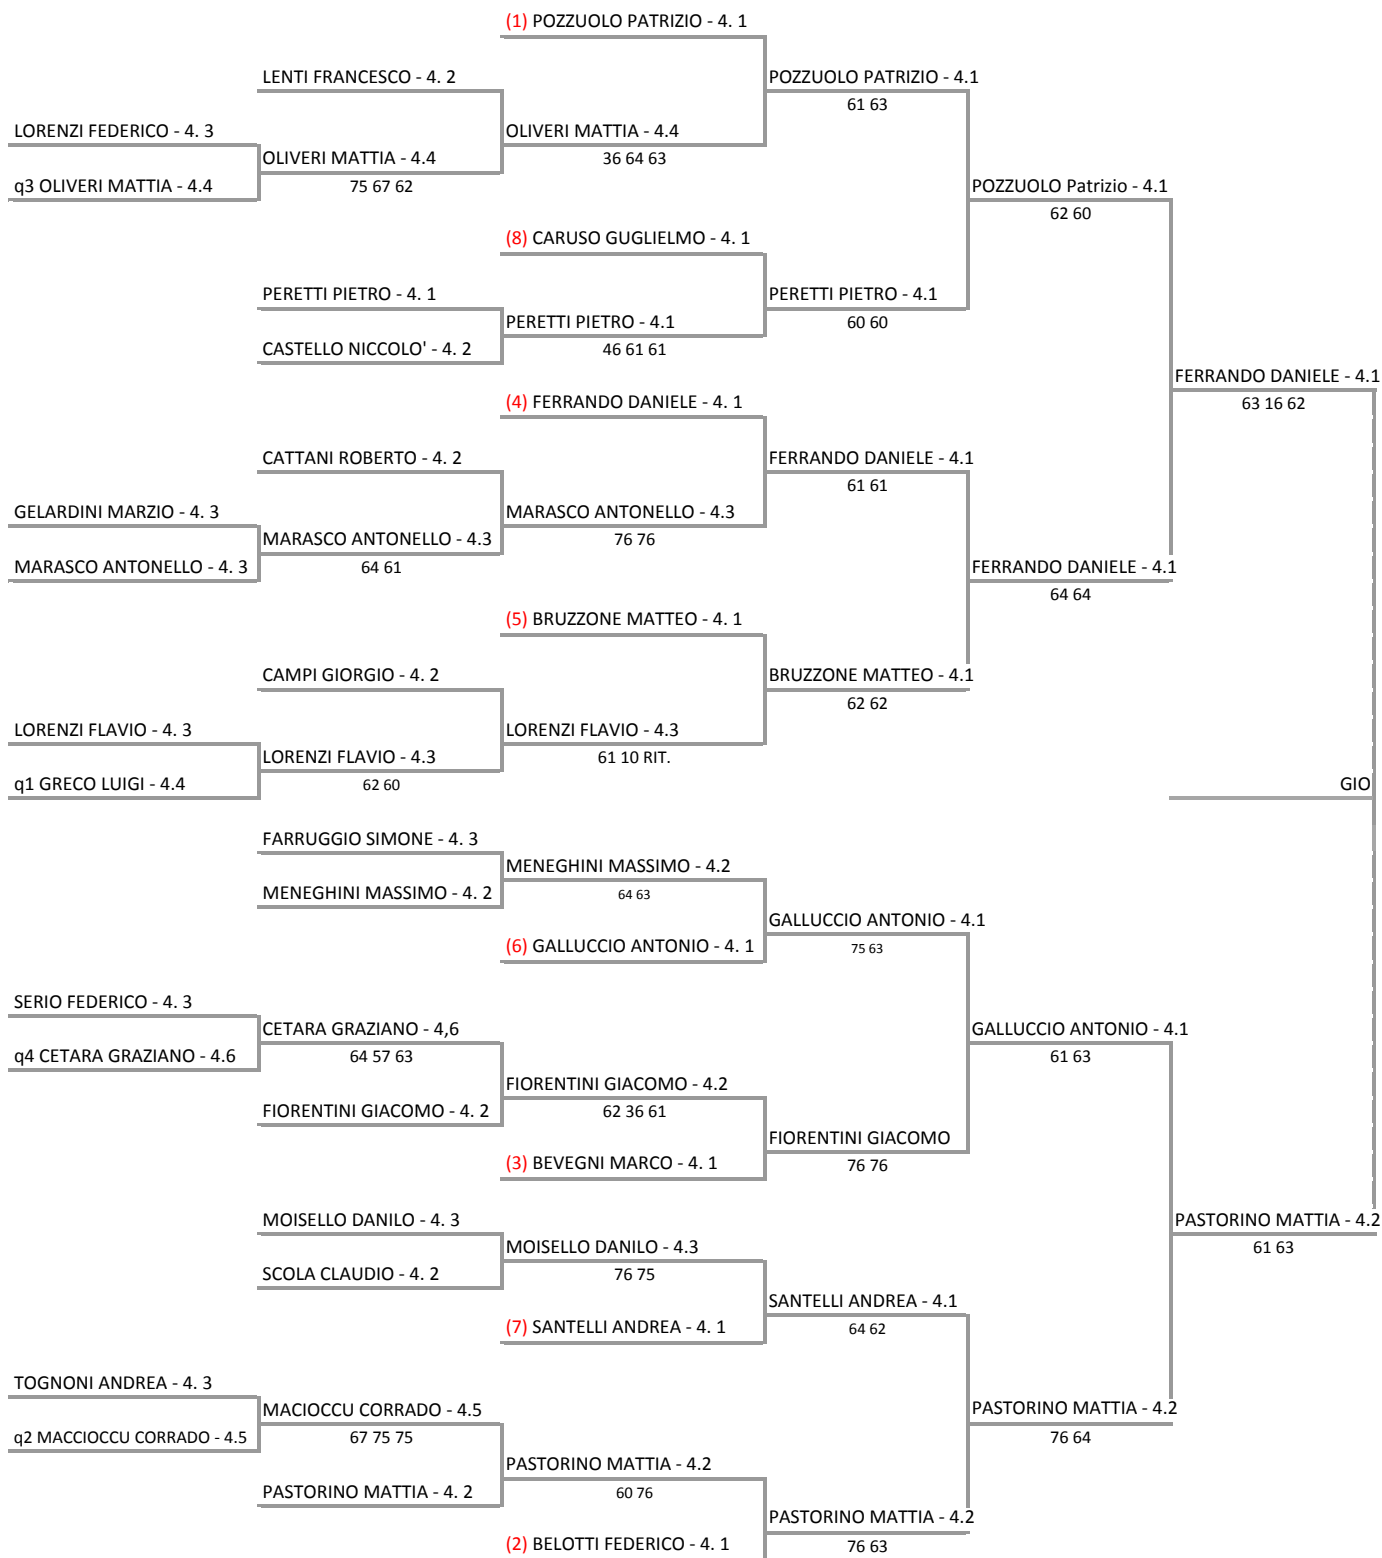 (1) POZZUOLO PATRIZIO - 4. 1
LENTI FRANCESCO - 4. 2
POZZUOLO PATRIZIO - 4.1
61 63
LORENZI FEDERICO - 4. 3
OLIVERI MATTIA - 4.4
36 64 63
OLIVERI MATTIA - 4.4
75 67 62
q3 OLIVERI MATTIA - 4.4
POZZUOLO Patrizio - 4.1
62 60
(8) CARUSO GUGLIELMO - 4. 1
PERETTI PIETRO - 4. 1
PERETTI PIETRO - 4.1
60 60
PERETTI PIETRO - 4.1
46 61 61
CASTELLO NICCOLO' - 4. 2
FERRANDO DANIELE - 4.1
63 16 62
(4) FERRANDO DANIELE - 4. 1
CATTANI ROBERTO - 4. 2
FERRANDO DANIELE - 4.1
61 61
GELARDINI MARZIO - 4. 3
MARASCO ANTONELLO - 4.3
76 76
MARASCO ANTONELLO - 4.3
64 61
MARASCO ANTONELLO - 4. 3
FERRANDO DANIELE - 4.1
64 64
(5) BRUZZONE MATTEO - 4. 1
CAMPI GIORGIO - 4. 2
BRUZZONE MATTEO - 4.1
62 62
LORENZI FLAVIO - 4. 3
LORENZI FLAVIO - 4.3
61 10 RIT.
LORENZI FLAVIO - 4.3
62 60
q1 GRECO LUIGI - 4.4
GIO
FARRUGGIO SIMONE - 4. 3
MENEGHINI MASSIMO - 4.2
64 63
MENEGHINI MASSIMO - 4. 2
GALLUCCIO ANTONIO - 4.1
75 63
(6) GALLUCCIO ANTONIO - 4. 1
SERIO FEDERICO - 4. 3
CETARA GRAZIANO - 4,6
64 57 63
GALLUCCIO ANTONIO - 4.1
61 63
q4 CETARA GRAZIANO - 4.6
FIORENTINI GIACOMO - 4.2
62 36 61
FIORENTINI GIACOMO - 4. 2
FIORENTINI GIACOMO
76 76
(3) BEVEGNI MARCO - 4. 1
MOISELLO DANILO - 4. 3
PASTORINO MATTIA - 4.2
61 63
MOISELLO DANILO - 4.3
76 75
SCOLA CLAUDIO - 4. 2
SANTELLI ANDREA - 4.1
64 62
(7) SANTELLI ANDREA - 4. 1
TOGNONI ANDREA - 4. 3
MACIOCCU CORRADO - 4.5
67 75 75
PASTORINO MATTIA - 4.2
76 64
q2 MACCIOCCU CORRADO - 4.5
PASTORINO MATTIA - 4.2
60 76
PASTORINO MATTIA - 4. 2
PASTORINO MATTIA - 4.2
76 63
(2) BELOTTI FEDERICO - 4. 1